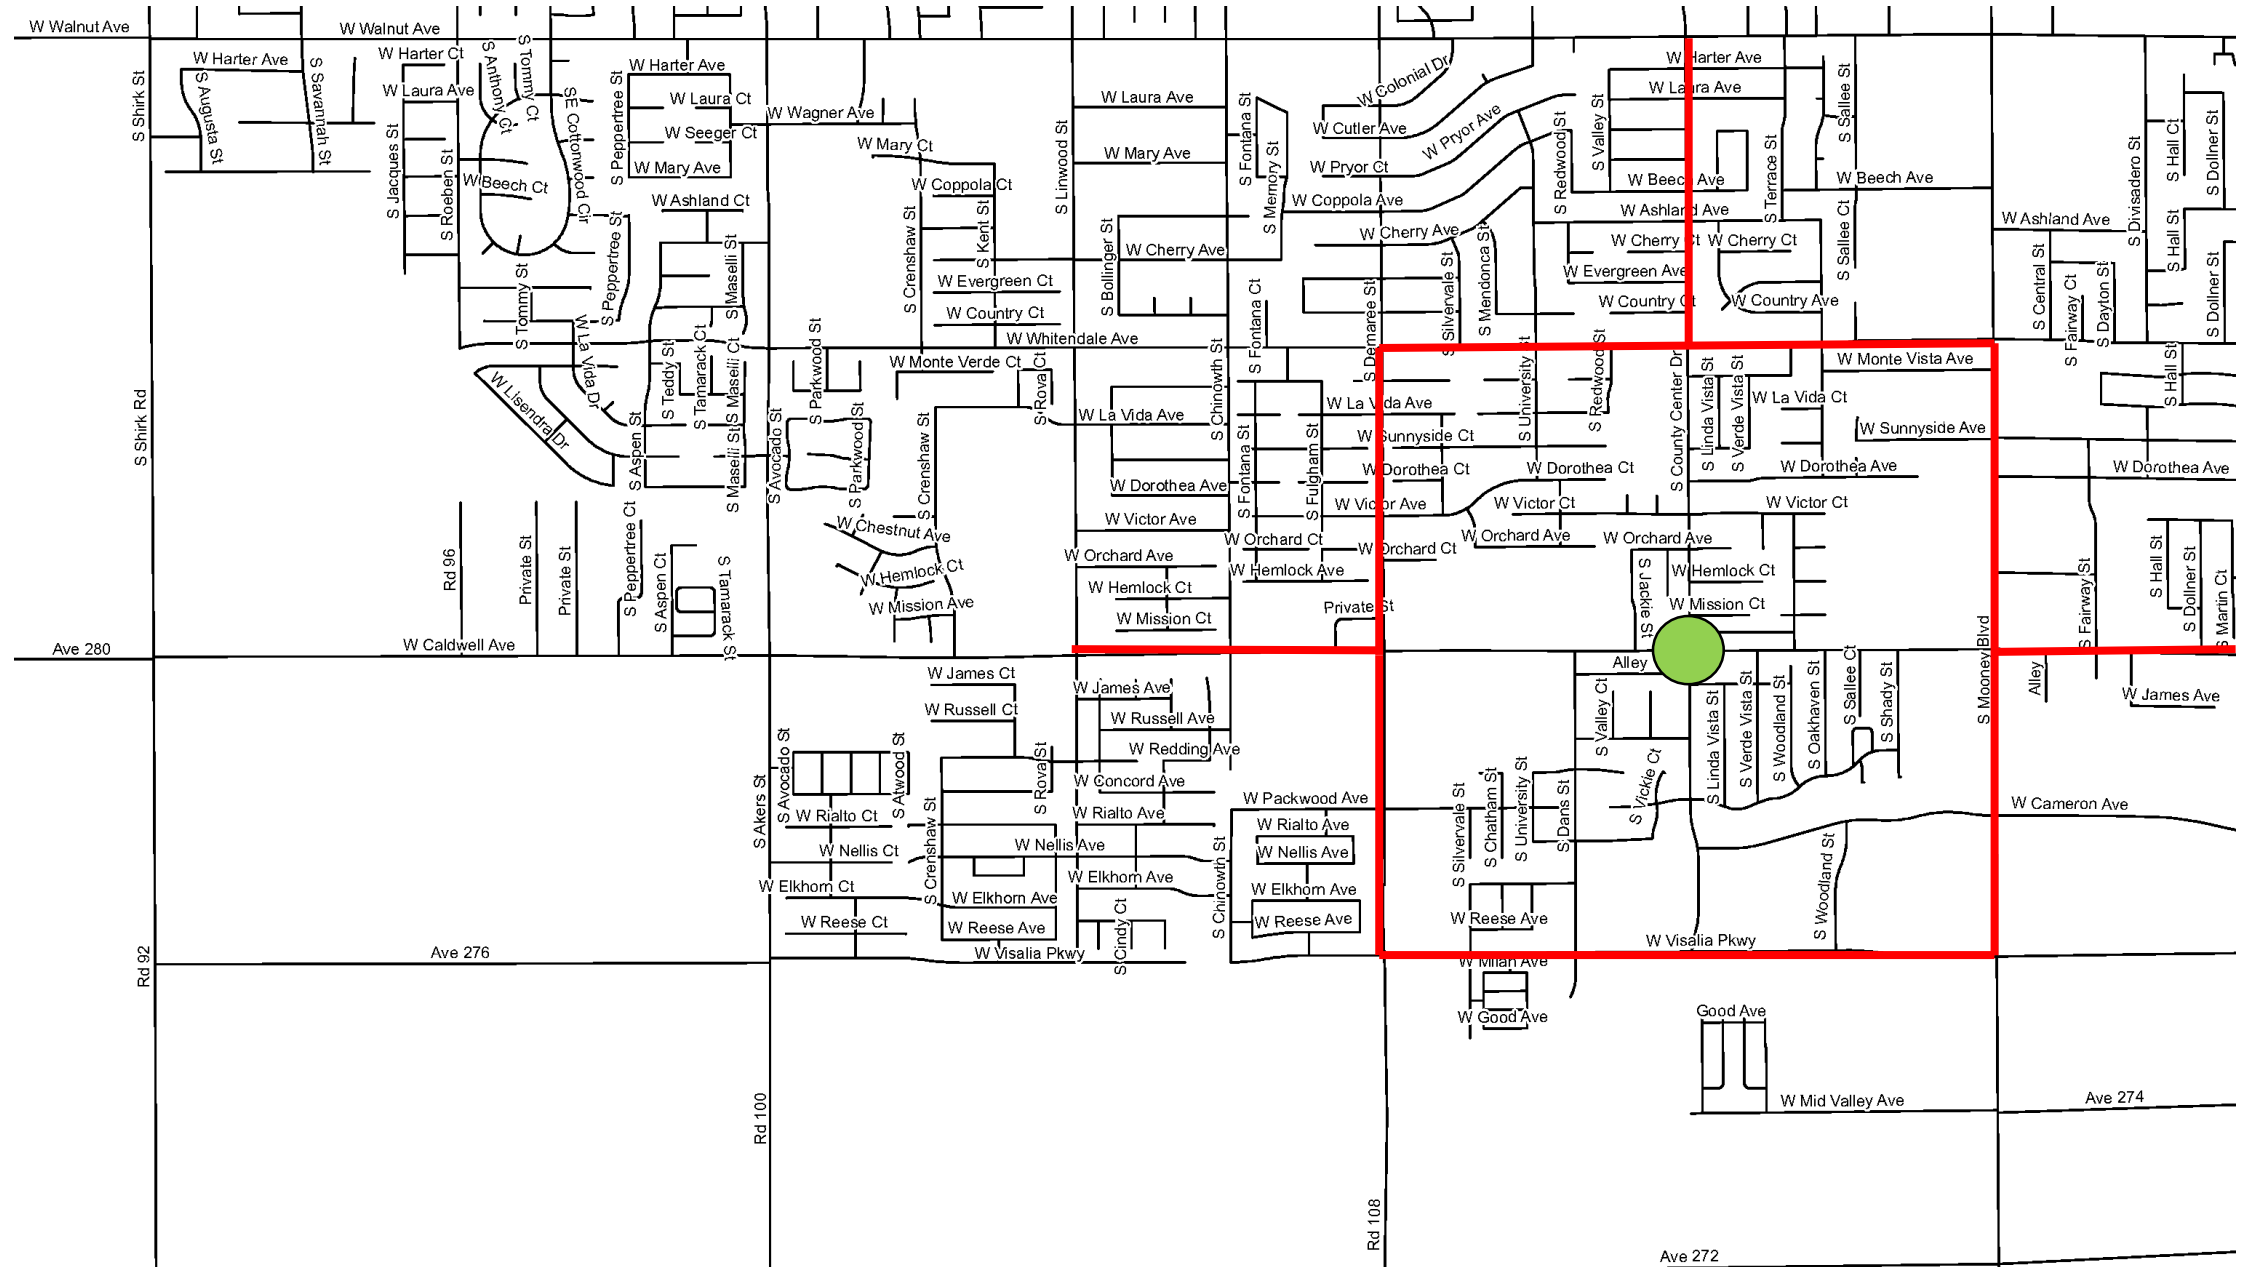 W Walnut Ave
W Walnut Ave
W Harter Ct
S Anthony Ct
S Tommy Ct
W Harter Ave
W Harter Ave
W Harter Ave
S Shirk St
S Augusta St
S Savannah St
W Laura Ave
SE Cottonwood Cir
S Peppertree St
W Laura Ct
W Wagner Ave
W Laura Ave
S Fontana St
W Colonial Dr
W Laura Ave
S Valley St
S Sallee St
W Seeger Ct
W Cutler Ave
W Pryor Ave
S Jacques St
S Roeben St
W Mary Ct
S Linwood St
W Mary Ave
S Memory St
W Pryor Ct
S Redwood St
S Terrace St
S Divisadero St
S Hall Ct
S Dollner St
W Mary Ave
W Beech Ct
W Coppola Ct
W Coppola Ave
W Beech Ave
W Beech Ave
W Ashland Ct
W Ashland Ave
W Ashland Ave
S Crenshaw St
S Kent St
S Bollinger St
W Cherry Ave
W Cherry Ave
S Mendonca St
W Cherry Ct
W Cherry Ct
S Sallee Ct
S Hall St
S Peppertree St
S Maselli St
S Tommy St
W Evergreen Ct
S Fontana Ct
S Demaree St
S Silvervale St
W Evergreen Ave
S Central St
S Fairway Ct
S Dayton St
S Dollner St
W Country Ct
W Country Ct
W Country Ave
W La Vida Dr
S Parkwood St
W Whitendale Ave
S Teddy St
S Tamarack Ct
S Maselli Ct
W Monte Verde Ct
S Rova Ct
S Chinowth St
S University St
S Redwood St
S County Center Dr
S Linda Vista St
S Verde Vista St
W Monte Vista Ave
S Hall St
W Lisendra Dr
S Shirk Rd
S Aspen St
S Maselli St
S Avocado St
S Parkwood St
S Crenshaw St
W La Vida Ave
W La Vida Ave
W La Vida Ct
S Fontana St
S Fulgham St
W Sunnyside Ct
W Sunnyside Ave
W Dorothea Ave
W Dorothea Ct
W Dorothea Ct
W Dorothea Ave
W Dorothea Ave
W Victor Ave
W Victor Ave
W Victor Ct
W Victor Ct
W Chestnut Ave
W Orchard Ave
W Orchard Ct
W Orchard Ct
W Orchard Ave
W Orchard Ave
Rd 96
Private St
Private St
S Peppertree Ct
S Aspen Ct
S Tamarack St
W Hemlock Ct
W Hemlock Ct
W Hemlock Ave
S Jackie St
W Hemlock Ct
S Fairway St
S Hall St
S Dollner St
S Martin Ct
W Mission Ave
W Mission Ct
Private St
W Mission Ct
Ave 280
W Caldwell Ave
S Mooney Blvd
W James Ct
W James Ave
Alley
Alley
W James Ave
S Valley Ct
S Linda Vista St
S Verde Vista St
S Woodland St
S Oakhaven St
S Sallee Ct
S Shady St
W Russell Ct
W Russell Ave
W Redding Ave
S Avocado St
S Atwood St
S Rova St
W Concord Ave
S Vickie Ct
S Akers St
W Rialto Ct
W Rialto Ave
W Packwood Ave
W Rialto Ave
S Silvervale St
S Chatham St
S University St
S Dans St
W Cameron Ave
W Nellis Ct
S Crenshaw St
W Nellis Ave
S Chinowth St
W Nellis Ave
W Elkhorn Ct
W Elkhorn Ave
W Elkhorn Ave
W Elkhorn Ave
S Woodland St
W Reese Ct
W Reese Ave
S Cindy Ct
W Reese Ave
W Reese Ave
Rd 92
Ave 276
W Visalia Pkwy
W Visalia Pkwy
W Milan Ave
W Good Ave
Good Ave
Rd 100
W Mid Valley Ave
Ave 274
Rd 108
Ave 272